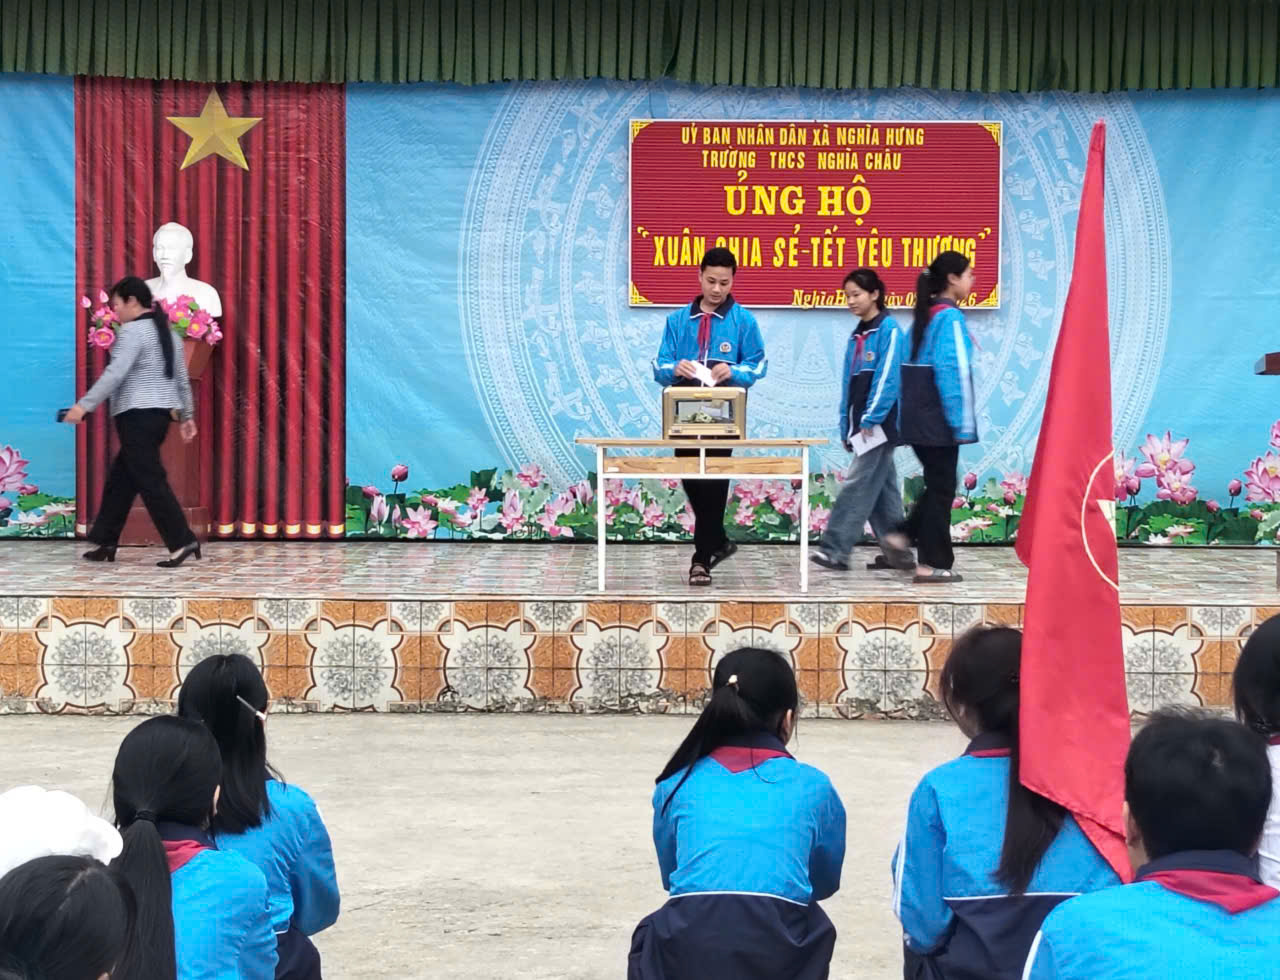 UỶ BAN NHÂN DÂN XÃ NGHĨA HƯNG
TRƯỜNG THCS NGHĨA CHÂU
ỦNG HỘ
"XUÂN CHIA SẺ-TẾT YÊU THƯƠNG"
Nghĩa